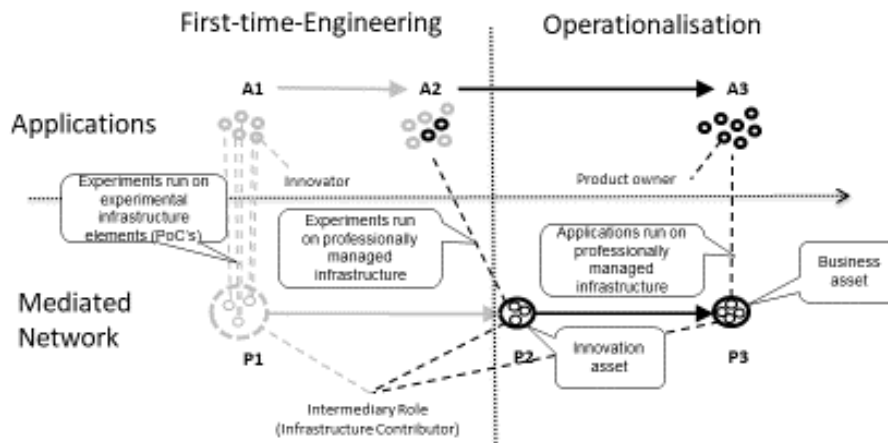 First-time-Engineering
Operationalisation
A1
A2
A3
Applications
Experiments run on
experimental
infrastructure
elements (PoC's)
Innovator
Product owner
Experiments run
on professionally
managed
infrastructure
Applications run on
professionally
managed
infrastructure
Business
asset
Mediated
Network
P1
P2
P3
Innovation
asset
Intermediary Role
(Infrastructure Contributor)